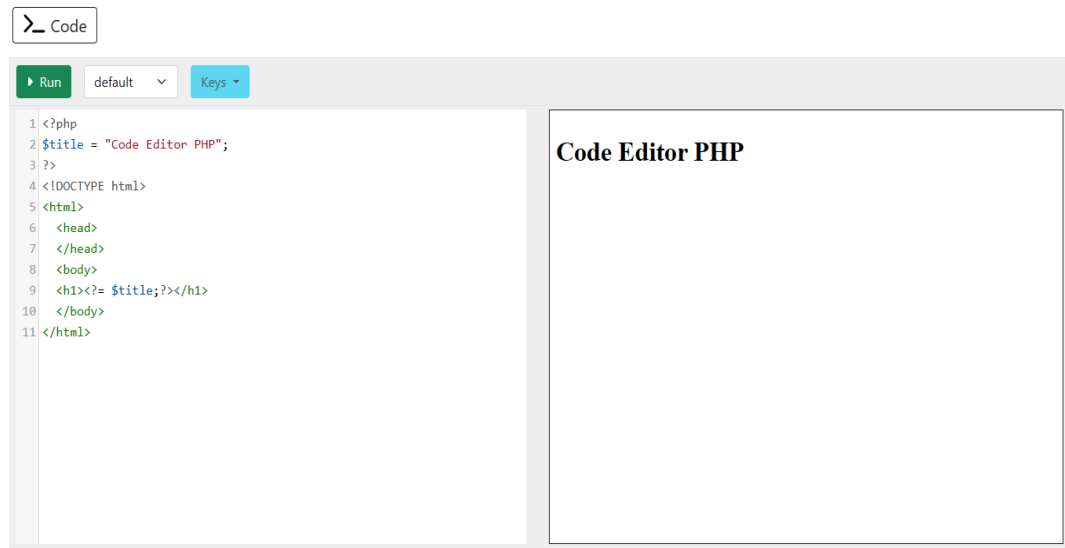 Code
Run default Keys
1 <?php
2 $title = "Code Editor PHP";
3 ?>
4 <!DOCTYPE html>
5 <html>
6   <head>
7   </head>
8   <body>
9   <h1><?= $title;?></h1>
10   </body>
11 </html>
Code Editor PHP